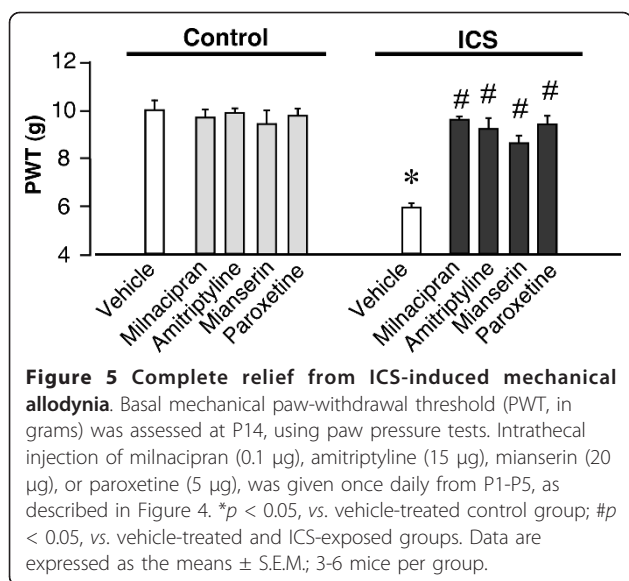 Control
ICS
12
10
8
6
4
PWT (g)
*
# # # #
Vehicle
Milnacipran
Amitriptyline
Mianserin
Paroxetine
Vehicle
Milnacipran
Amitriptyline
Mianserin
Paroxetine
Figure 5 Complete relief from ICS-induced mechanical
allodynia. Basal mechanical paw-withdrawal threshold (PWT, in
grams) was assessed at P14, using paw pressure tests. Intrathecal
injection of milnacipran (0.1 μg), amitriptyline (15 μg), mianserin (20
μg), or paroxetine (5 μg), was given once daily from P1-P5, as
described in Figure 4. *p < 0.05, vs. vehicle-treated control group; #p
< 0.05, vs. vehicle-treated and ICS-exposed groups. Data are
expressed as the means ± S.E.M.; 3-6 mice per group.